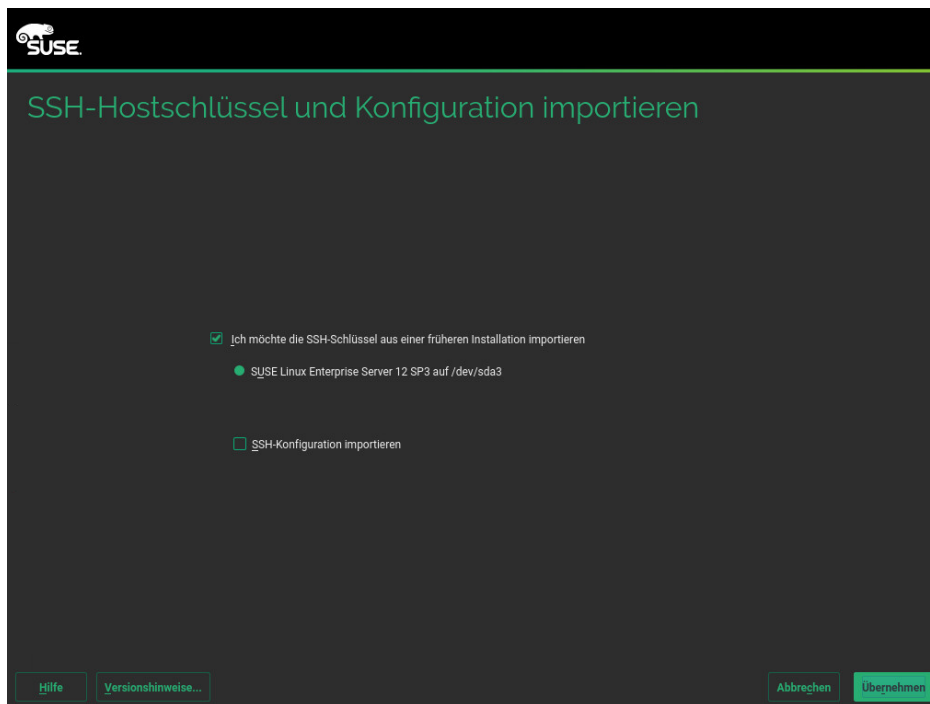 SUSE.
SSH-Hostschlüssel und Konfiguration importieren
Ich möchte die SSH-Schlüssel aus einer früheren Installation importieren
SUSE Linux Enterprise Server 12 SP3 auf /dev/sda3
SSH-Konfiguration importieren
Hilfe Versionshinweise... Abbrechen Übernehmen